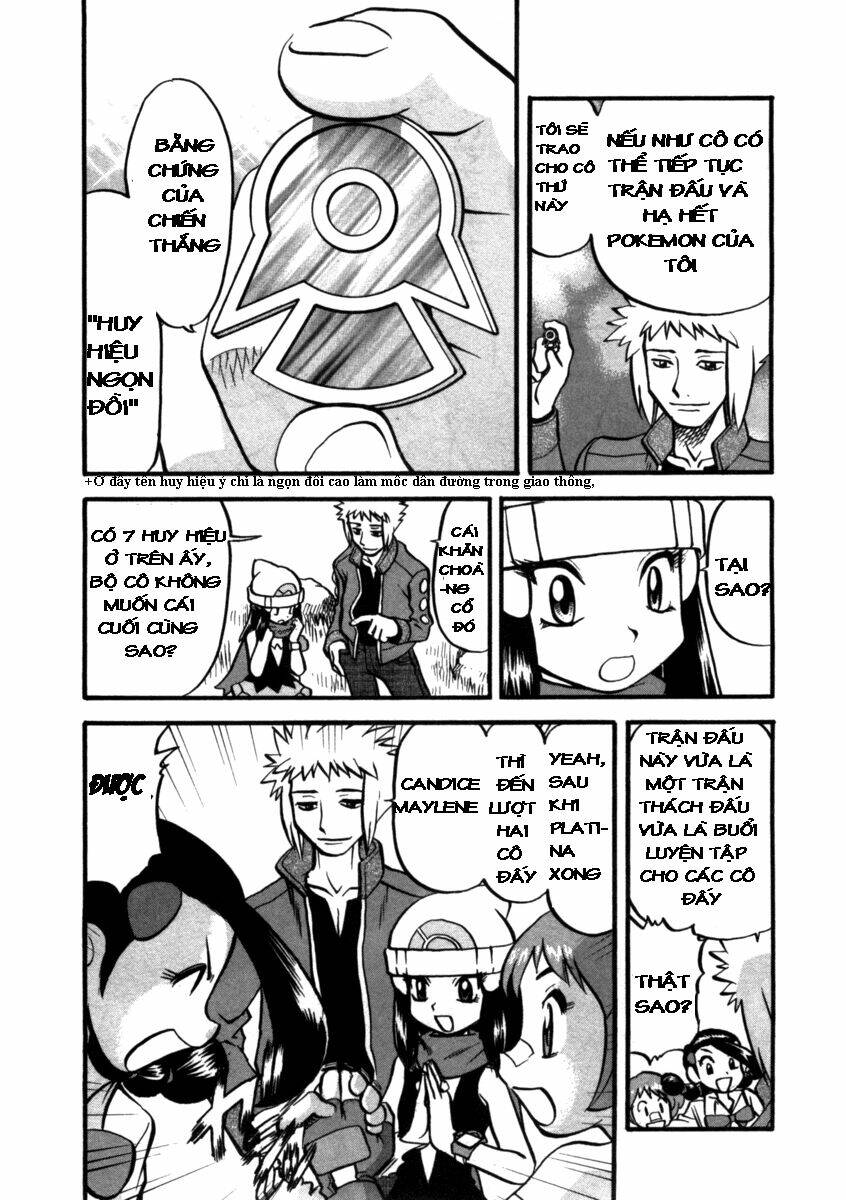 NẾU NHƯ CÔ CÓ
THỂ TIẾP TỤC
TRẬN ĐẤU VÀ
HẠ HẾT
POKEMON CỦA
TÔI
TÔI SẼ
TRAO
CHO CÔ
THỨ
NÀY
BẰNG
CHỨNG
CỦA
CHIẾN
THẮNG
"HUY
HIỆU
NGỌN
ĐỒI"
+Ở đây tên huy hiệu ý chỉ là ngọn đồi cao làm mốc dẫn đường trong giao thông,
TẠI
SAO?
CÁI
KHĂN
CHOÀ
-NG
CỔ
ĐÓ
CÓ 7 HUY HIỆU
Ở TRÊN ẤY,
BỘ CÔ KHÔNG
MUỐN CÁI
CUỐI CÙNG
SAO?
TRẬN ĐẤU
NÀY VỪA LÀ
MỘT TRẬN
THÁCH ĐẤU
VỪA LÀ BUỔI
LUYỆN TẬP
CHO CÁC CÔ
ĐẤY
THẬT
SAO?
YEAH,
SAU
KHI
PLATI-
NA
XONG
THÌ
ĐẾN
LƯỢT
HAI
CÔ
ĐẤY
CANDICE
MAYLENE
ĐƯỢC